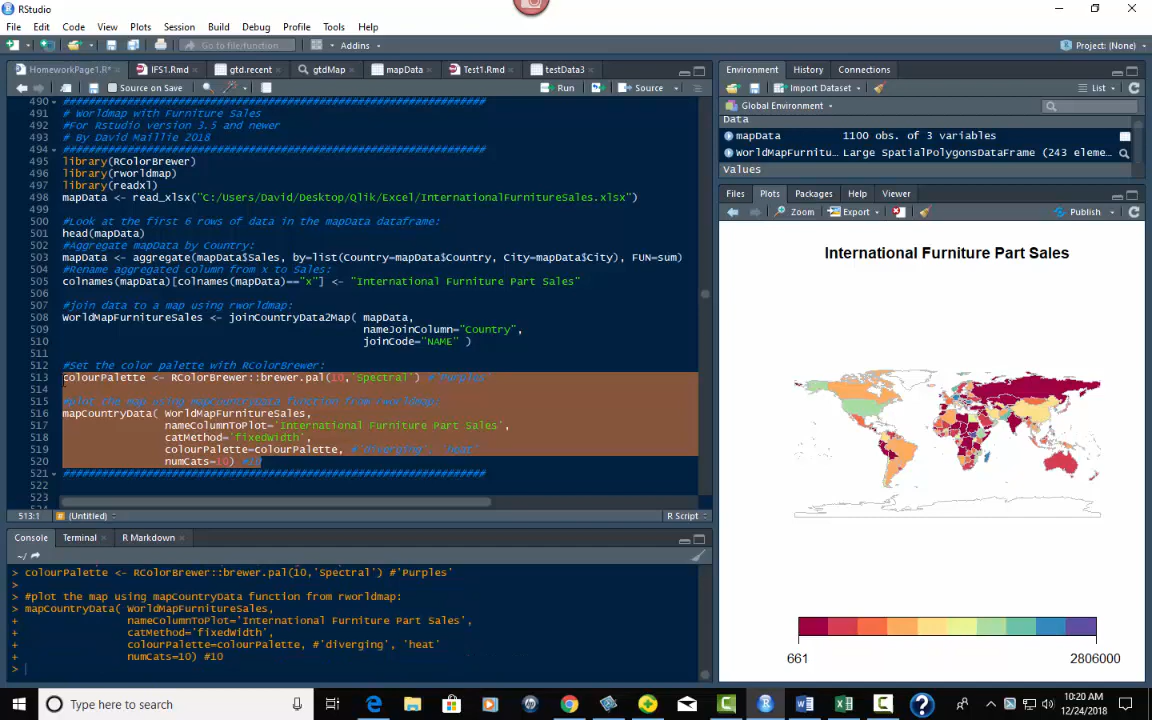 RStudio
File Edit Code View Plots Session Build Debug Profile Tools Help
Go to file/function Addins Project: (None)
HomeworkPage1.R* IFS1.Rmd gtd.recent gtdMap mapData Test1.Rmd testData3
Source on Save Run Source
490 ################################################################
491 # Worldmap with Furniture Sales
492 #For Rstudio version 3.5 and newer
493 # By David Maillie 2018
494 ################################################################
495 library(RColorBrewer)
496 library(rworldmap)
497 library(readxl)
498 mapData <- read_xlsx("C:/Users/David/Desktop/Qlik/Excel/InternationalFurnitureSales.xlsx")
499
500 #Look at the first 6 rows of data in the mapData dataframe:
501 head(mapData)
502 #Aggregate mapData by Country:
503 mapData <- aggregate(mapData$Sales, by=list(Country=mapData$Country, City=mapData$City), FUN=sum)
504 #Rename aggregated column from x to Sales:
505 colnames(mapData)[colnames(mapData)=="x"] <- "International Furniture Part Sales"
506
507 #join data to a map using rworldmap:
508 WorldMapFurnitureSales <- joinCountryData2Map( mapData,
509 nameJoinColumn="Country",
510 joinCode="NAME" )
511
512 #Set the color palette with RColorBrewer:
513 colourPalette <- RColorBrewer::brewer.pal(10,'Spectral') #'Purples'
514
515 #plot the map using mapCountryData function from rworldmap:
516 mapCountryData( WorldMapFurnitureSales,
517 nameColumnToPlot='International Furniture Part Sales',
518 catMethod='fixedWidth',
519 colourPalette=colourPalette, #'diverging', 'heat'
520 numCats=10) #10
521 ################################################################
522
523
513:1 (Untitled) R Script
Console Terminal R Markdown
~/
> colourPalette <- RColorBrewer::brewer.pal(10,'Spectral') #'Purples'
>
> #plot the map using mapCountryData function from rworldmap:
> mapCountryData( WorldMapFurnitureSales,
+ nameColumnToPlot='International Furniture Part Sales',
+ catMethod='fixedWidth',
+ colourPalette=colourPalette, #'diverging', 'heat'
+ numCats=10) #10
>
Environment History Connections
Import Dataset List
Global Environment
Data
mapData 1100 obs. of 3 variables
WorldMapFurnitu… Large SpatialPolygonsDataFrame (243 eleme…
Values
Files Plots Packages Help Viewer
Zoom Export Publish
International Furniture Part Sales
661 2806000
Type here to search
10:20 AM
12/24/2018